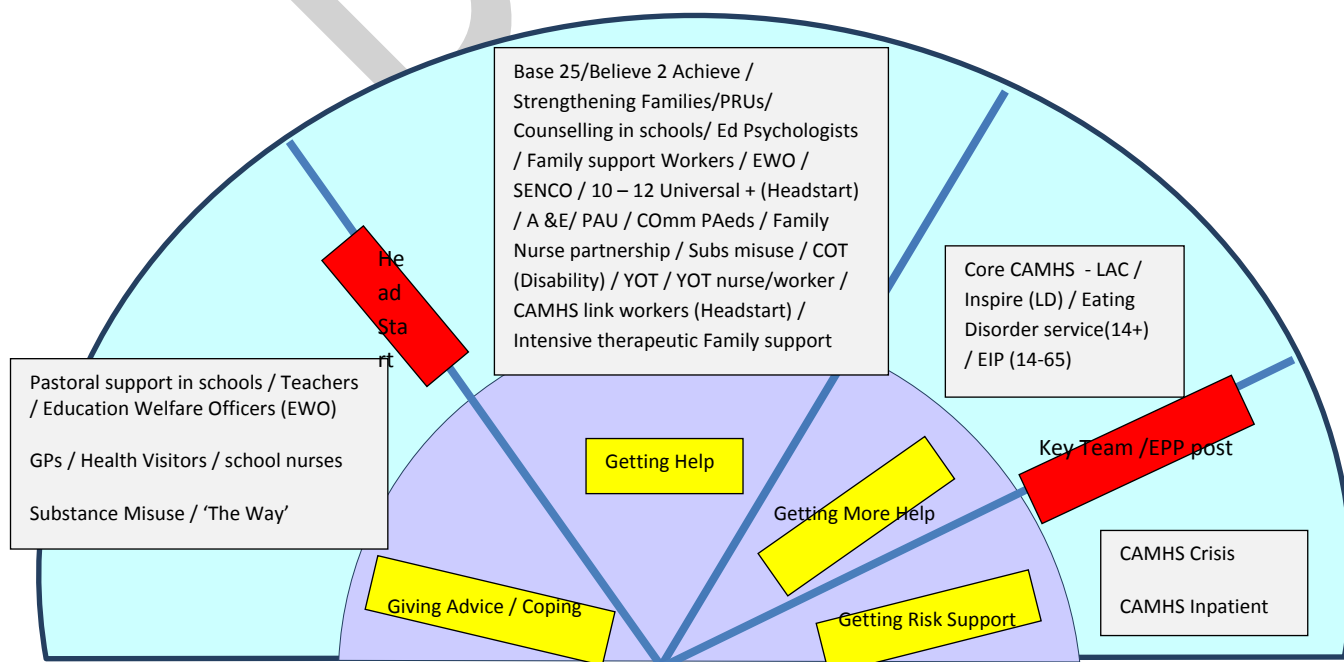 Base 25/Believe 2 Achieve /
Strengthening Families/PRUs/
Counselling in schools/ Ed Psychologists
/ Family support Workers / EWO /
SENCO / 10 – 12 Universal + (Headstart)
/ A &E/ PAU / COmm PAeds / Family
Nurse partnership / Subs misuse / COT
(Disability) / YOT / YOT nurse/worker /
CAMHS link workers (Headstart) /
Intensive therapeutic Family support
He
ad
Sta
rt
Core CAMHS  - LAC /
Inspire (LD) / Eating
Disorder service(14+)
/ EIP (14-65)
Pastoral support in schools / Teachers
/ Education Welfare Officers (EWO)
GPs / Health Visitors / school nurses
Substance Misuse / ‘The Way’
Getting Help
Key Team /EPP post
Getting More Help
CAMHS Crisis
CAMHS Inpatient
Giving Advice / Coping
Getting Risk Support